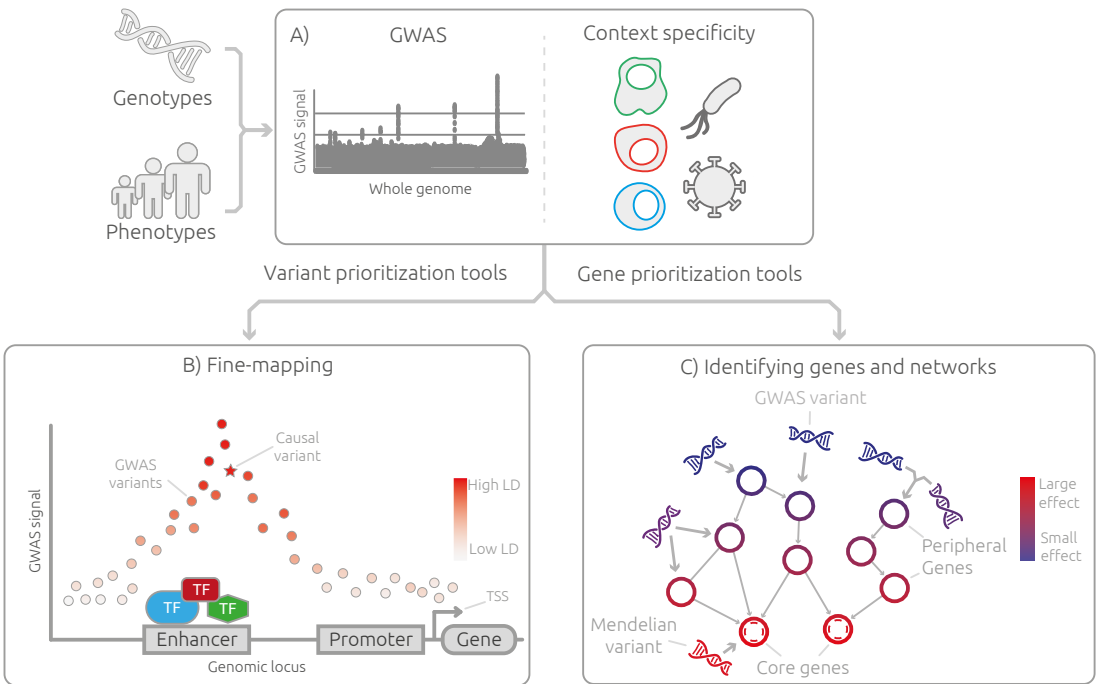 Genotypes
Phenotypes
A)
GWAS
Context specificity
GWAS signal
Whole genome
Variant prioritization tools
Gene prioritization tools
B) Fine-mapping
GWAS signal
Causal
variant
GWAS
variants
High LD
Low LD
TF
TF
TF
TSS
Enhancer
Promoter
Gene
Genomic locus
C) Identifying genes and networks
GWAS variant
Large
effect
Small
effect
Peripheral
Genes
Mendelian
variant
Core genes